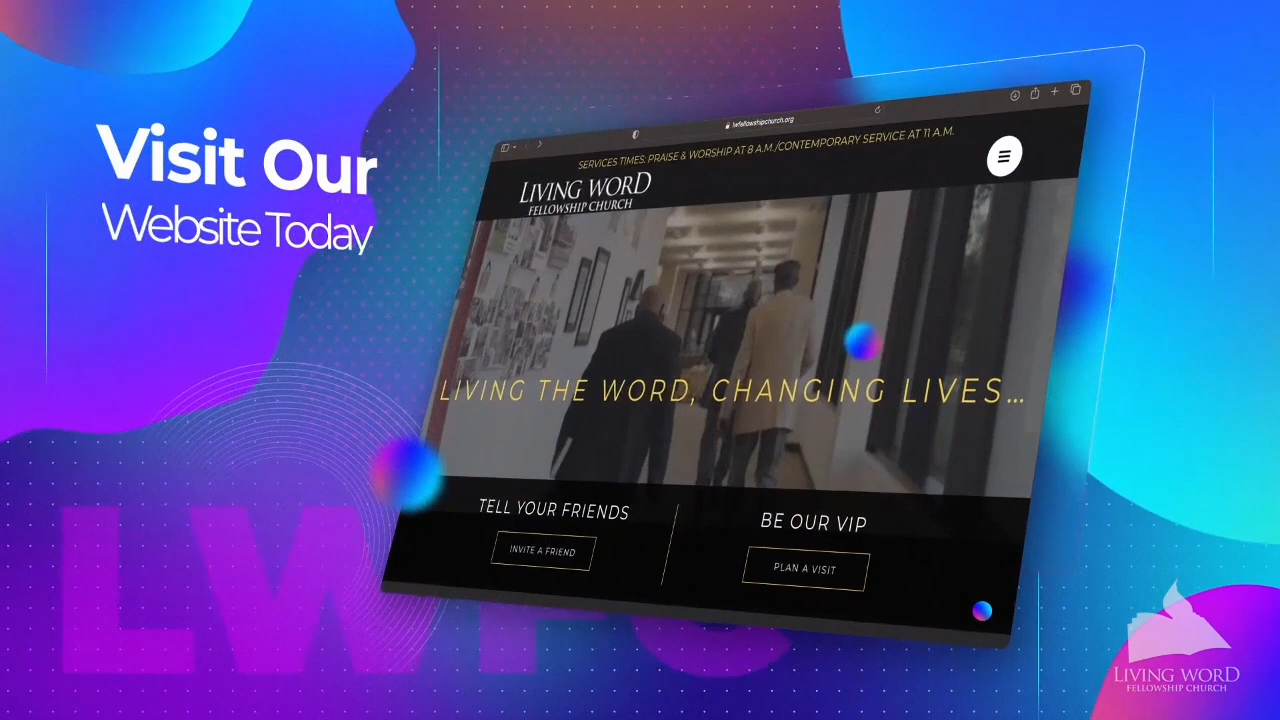 Visit Our
Website Today
lwfellowshipchurch.org
SERVICES TIMES: PRAISE & WORSHIP AT 8 A.M./CONTEMPORARY SERVICE AT 11 A.M.
LIVING WORD
FELLOWSHIP CHURCH
LIVING THE WORD, CHANGING LIVES...
TELL YOUR FRIENDS
INVITE A FRIEND
BE OUR VIP
PLAN A VISIT
LWFC
LIVING WORD
FELLOWSHIP CHURCH